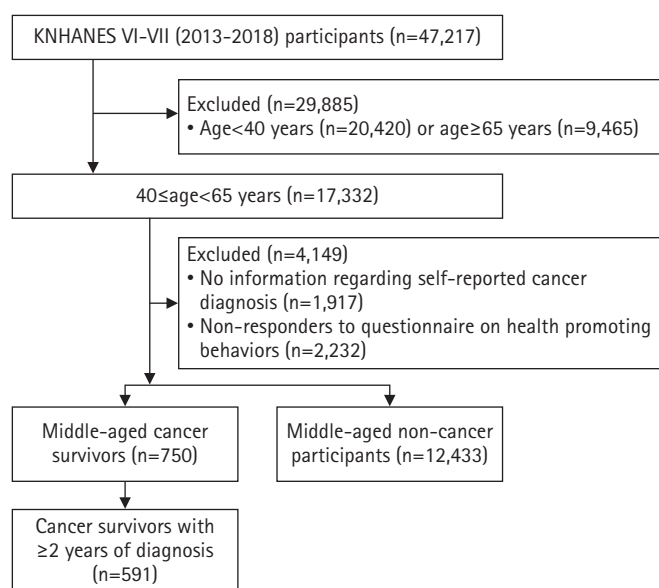 KNHANES VI-VII (2013-2018) participants (n=47,217)
Excluded (n=29,885)
• Age<40 years (n=20,420) or age≥65 years (n=9,465)
40≤age<65 years (n=17,332)
Excluded (n=4,149)
• No information regarding self-reported cancer
diagnosis (n=1,917)
• Non-responders to questionnaire on health promoting
behaviors (n=2,232)
Middle-aged cancer
survivors (n=750)
Middle-aged non-cancer
participants (n=12,433)
Cancer survivors with
≥2 years of diagnosis
(n=591)